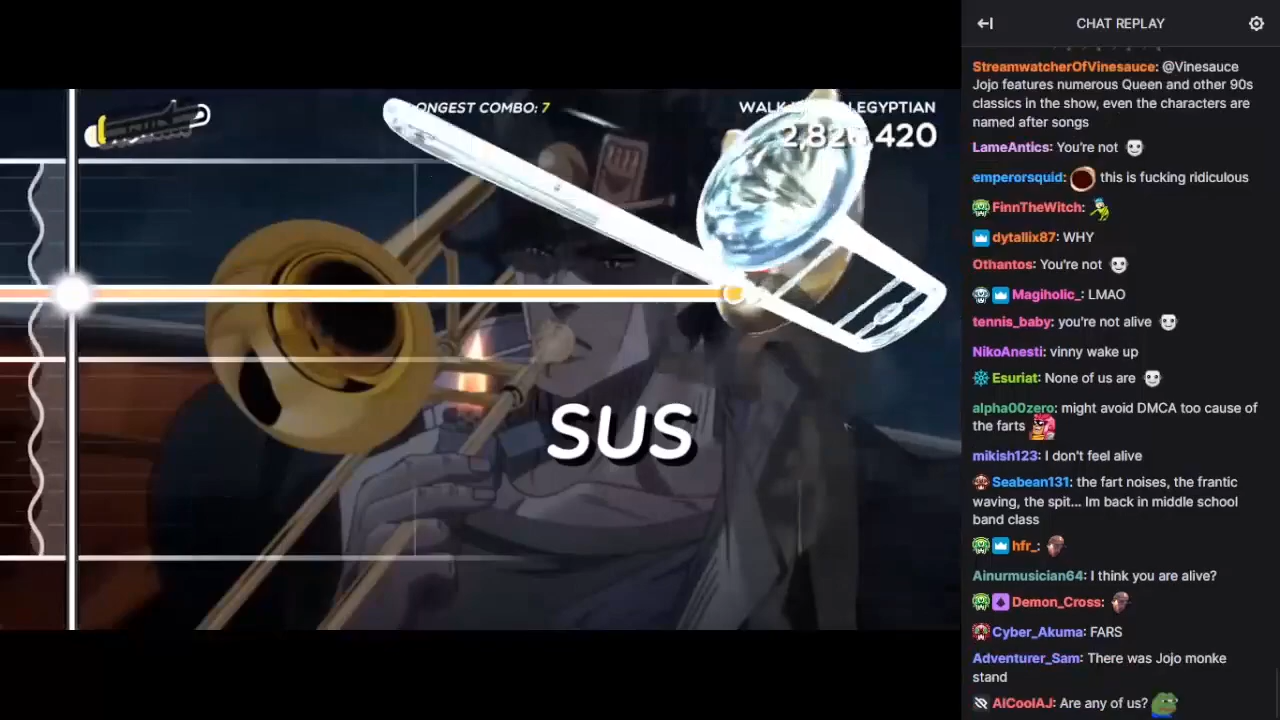 LONGEST COMBO: 7
WALK EGYPTIAN
420
SUS
CHAT REPLAY
StreamwatcherOfVinesauce: @Vinesauce
Jojo features numerous Queen and other 90s
classics in the show, even the characters are
named after songs
LameAntics: You're not
emperorsquid: this is fucking ridiculous
FinnTheWitch:
dytallix87: WHY
Othantos: You're not
Magiholic_: LMAO
tennis_baby: you're not alive
NikoAnesti: vinny wake up
Esuriat: None of us are
alpha00zero: might avoid DMCA too cause of
the farts
mikish123: I don't feel alive
Seabean131: the fart noises, the frantic
waving, the spit... Im back in middle school
band class
hfr_:
Ainurmusician64: I think you are alive?
Demon_Cross:
Cyber_Akuma: FARS
Adventurer_Sam: There was Jojo monke
stand
AlCoolAJ: Are any of us?